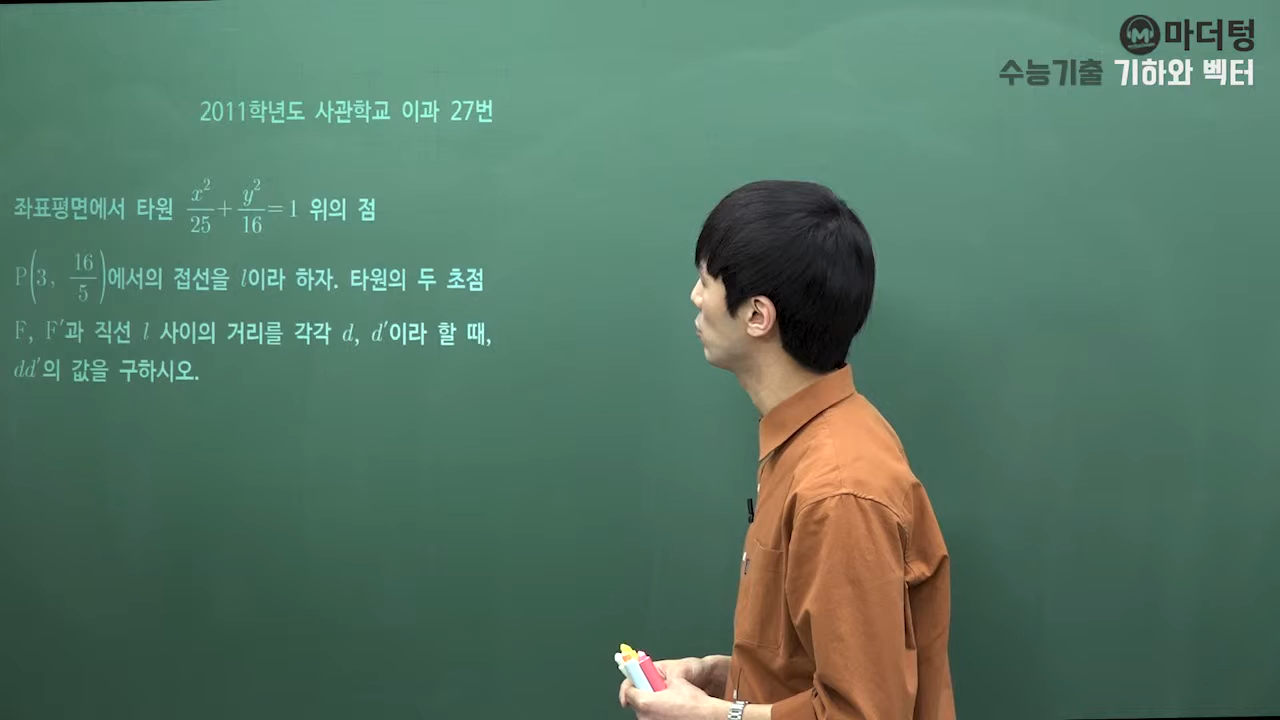 마더텅
수능기출 기하와 벡터
2011학년도 사관학교 이과 27번
좌표평면에서 타원 x²/25 + y²/16 = 1 위의 점
P(3, 16/5)에서의 접선을 l이라 하자. 타원의 두 초점
F, F′과 직선 l 사이의 거리를 각각 d, d′이라 할 때,
dd′의 값을 구하시오.